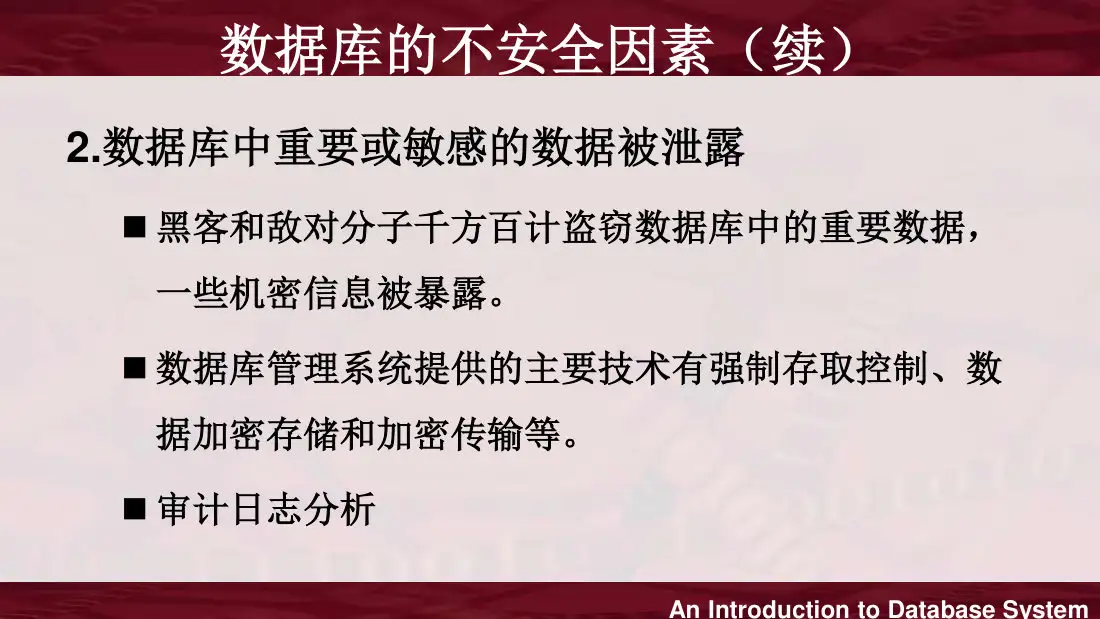 数据库的不安全因素（续）
2.数据库中重要或敏感的数据被泄露
■ 黑客和敌对分子千方百计盗窃数据库中的重要数据，
一些机密信息被暴露。
■ 数据库管理系统提供的主要技术有强制存取控制、数
据加密存储和加密传输等。
■ 审计日志分析
An Introduction to Database System